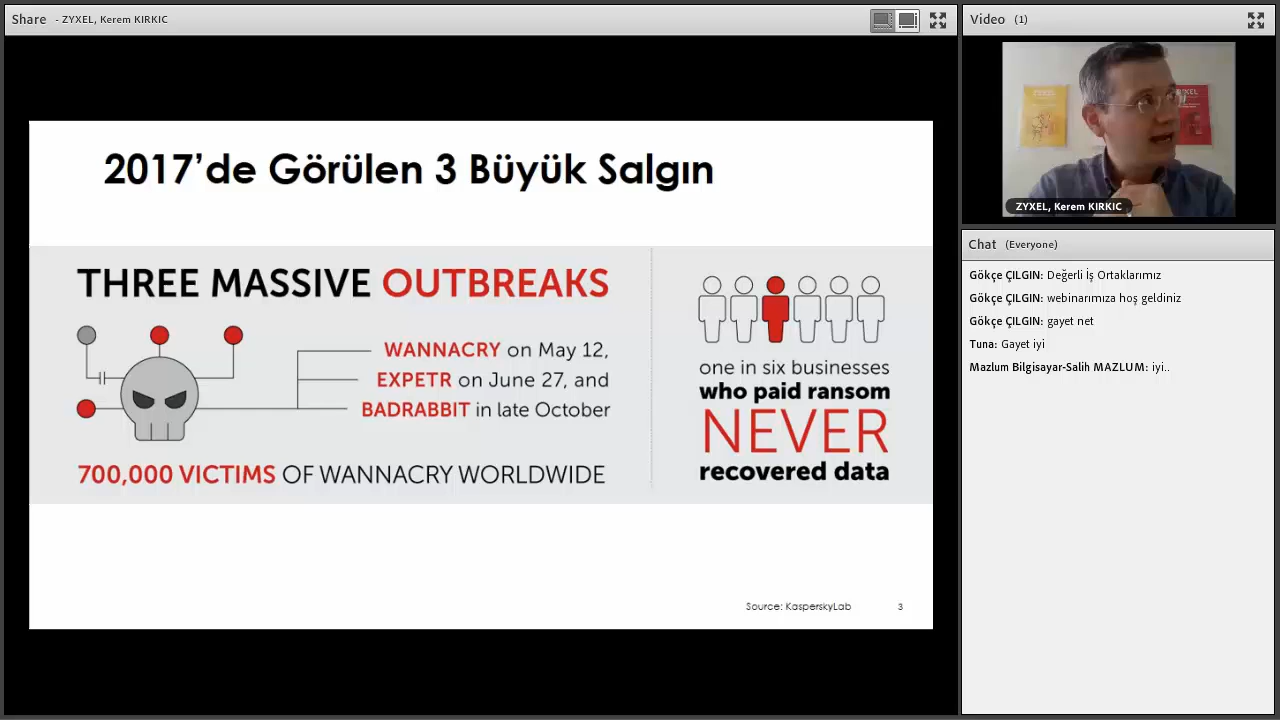 Share - ZYXEL, Kerem KIRKIC
2017’de Görülen 3 Büyük Salgın
THREE MASSIVE OUTBREAKS
WANNACRY on May 12,
EXPETR on June 27, and
BADRABBIT in late October
700,000 VICTIMS OF WANNACRY WORLDWIDE
one in six businesses
who paid ransom
NEVER
recovered data
Source: KasperskyLab
3
Video (1)
ZYXEL, Kerem KIRKIC
Chat (Everyone)
Gökçe ÇILGIN: Değerli İş Ortaklarımız
Gökçe ÇILGIN: webinarımıza hoş geldiniz
Gökçe ÇILGIN: gayet net
Tuna: Gayet iyi
Mazlum Bilgisayar-Salih MAZLUM: iyi..